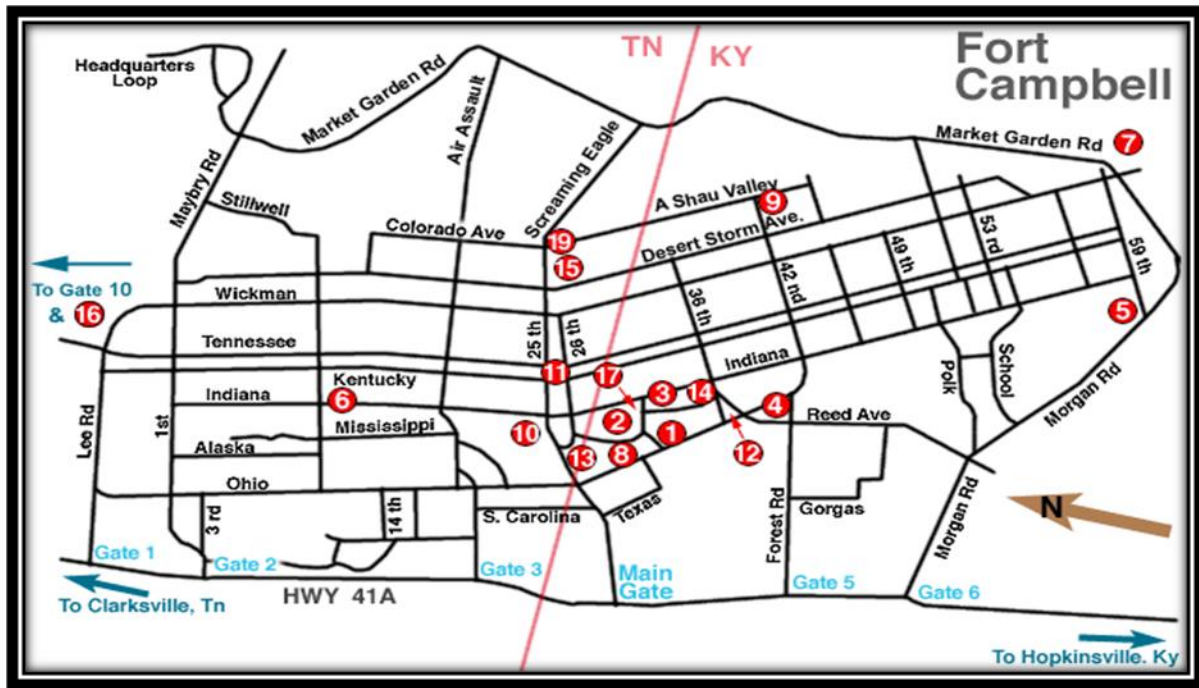 Fort
Campbell
TN
KY
Headquarters
Loop
Market Garden Rd
Air Assault
Screaming Eagle
Market Garden Rd
7
Maybry Rd
Stillwell
Colorado Ave
A Shau Valley
9
Desert Storm Ave.
19
15
53 rd
49 th
42 nd
36 th
59 th
To Gate 10
& 16
Wickman
Tennessee
25 th
26 th
5
11
17
Indiana
Kentucky
Indiana
6
3
14
4
Polk
School
Morgan Rd
Lee Rd
1st
Mississippi
Alaska
10
2
1
Reed Ave
13
8
12
Ohio
3 rd
14 th
S. Carolina
Texas
Forest Rd
Gorgas
Morgan Rd
N
Gate 1
Gate 2
Gate 3
Main
Gate
Gate 5
Gate 6
To Clarksville, Tn
HWY 41A
To Hopkinsville. Ky